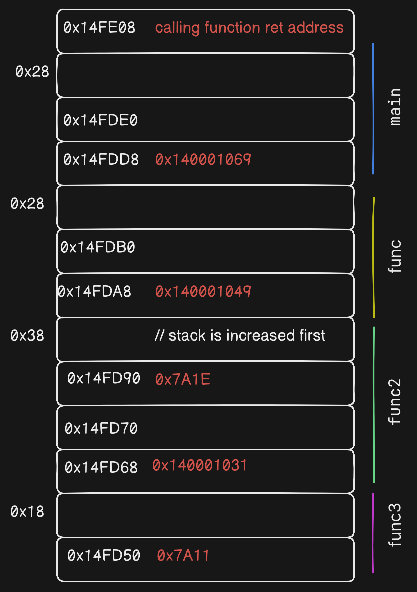 0x14FE08 calling function ret address
0x28
0x14FDE0
0x14FDD8 0x140001069
main
0x28
0x14FDB0
0x14FDA8 0x140001049
func
0x38 // stack is increased first
0x14FD90 0x7A1E
0x14FD70
0x14FD68 0x140001031
func2
0x18
0x14FD50 0x7A11
func3